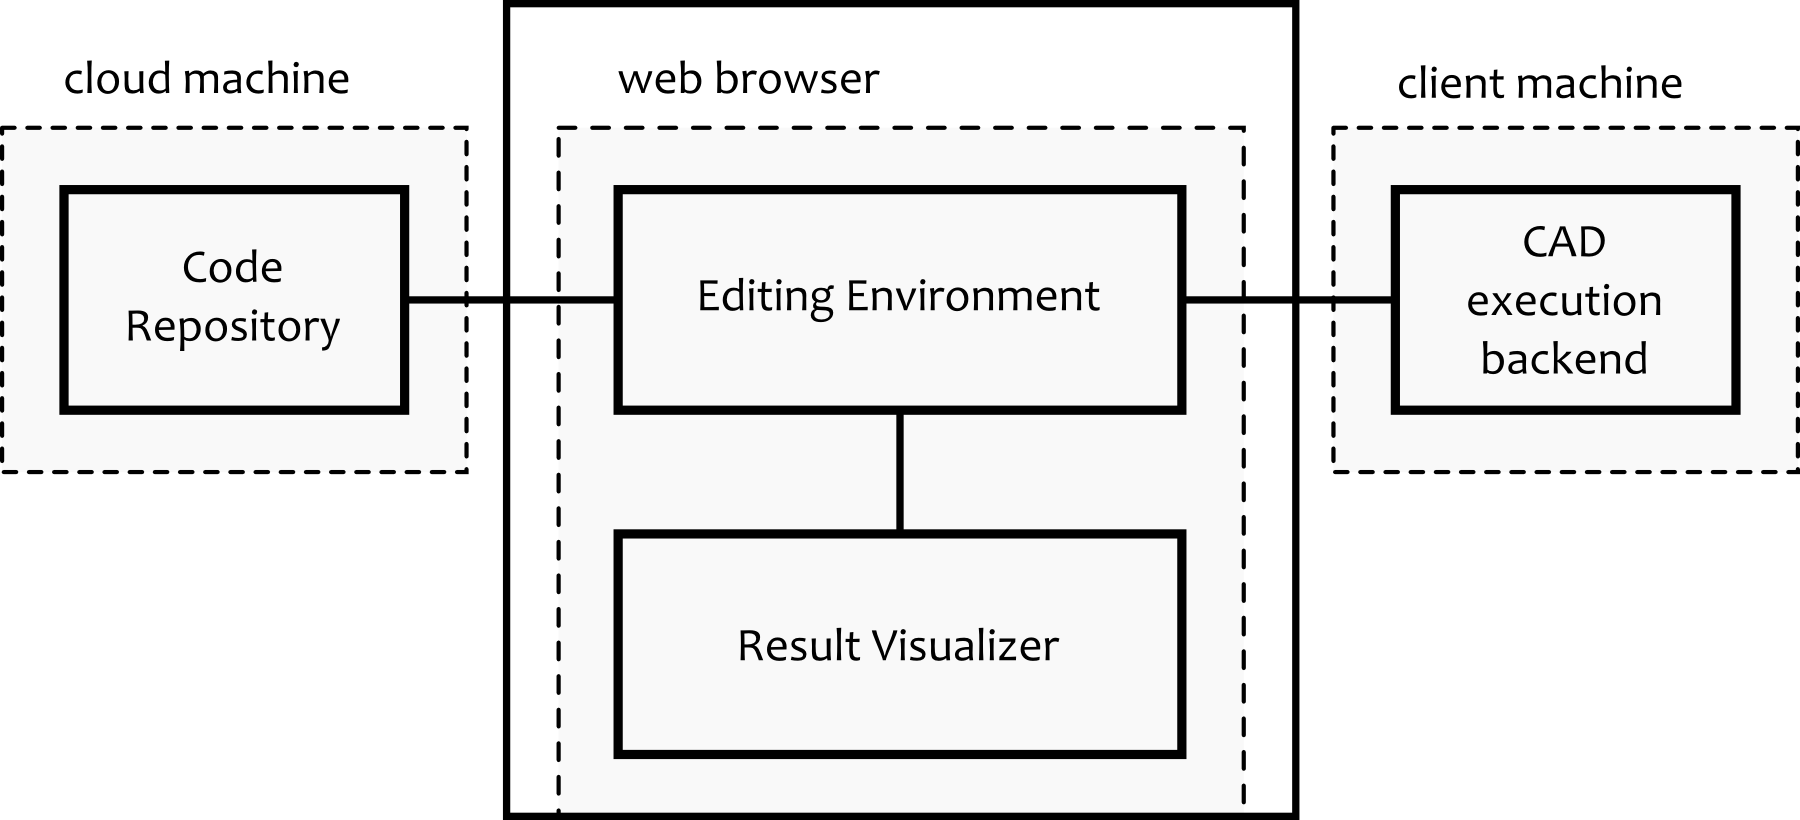 cloud machine
web browser
client machine
Code
Repository
Editing Environment
CAD
execution
backend
Result Visualizer